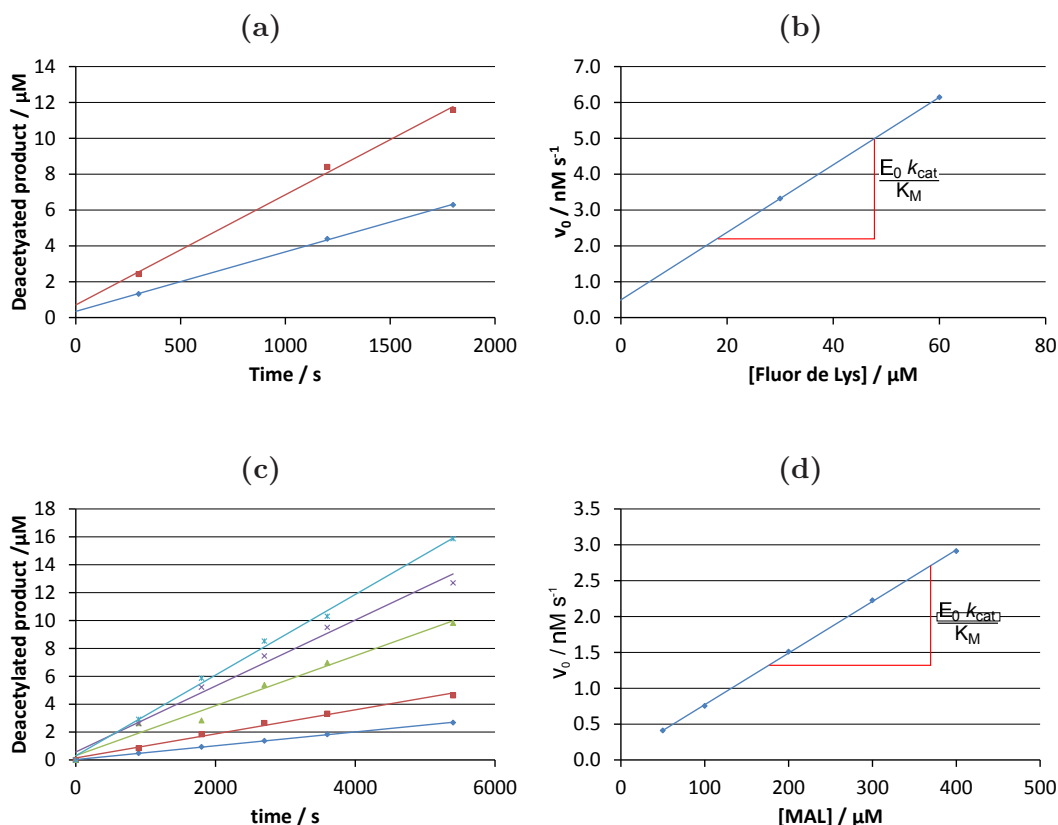 (a)
14
12
10
8
6
4
2
0
0 500 1000 1500 2000
Deacetyated product / µM
Time / s
(b)
7.0
6.0
5.0
4.0
3.0
2.0
1.0
0.0
0 20 40 60 80
v₀ / nM s⁻¹
[Fluor de Lys] / µM
E₀ kcat
K_M
(c)
18
16
14
12
10
8
6
4
2
0
0 2000 4000 6000
Deacetylated product /µM
time / s
(d)
3.5
3.0
2.5
2.0
1.5
1.0
0.5
0.0
0 100 200 300 400 500
v₀ / nM s⁻¹
[MAL] / µM
E₀ kcat
K_M